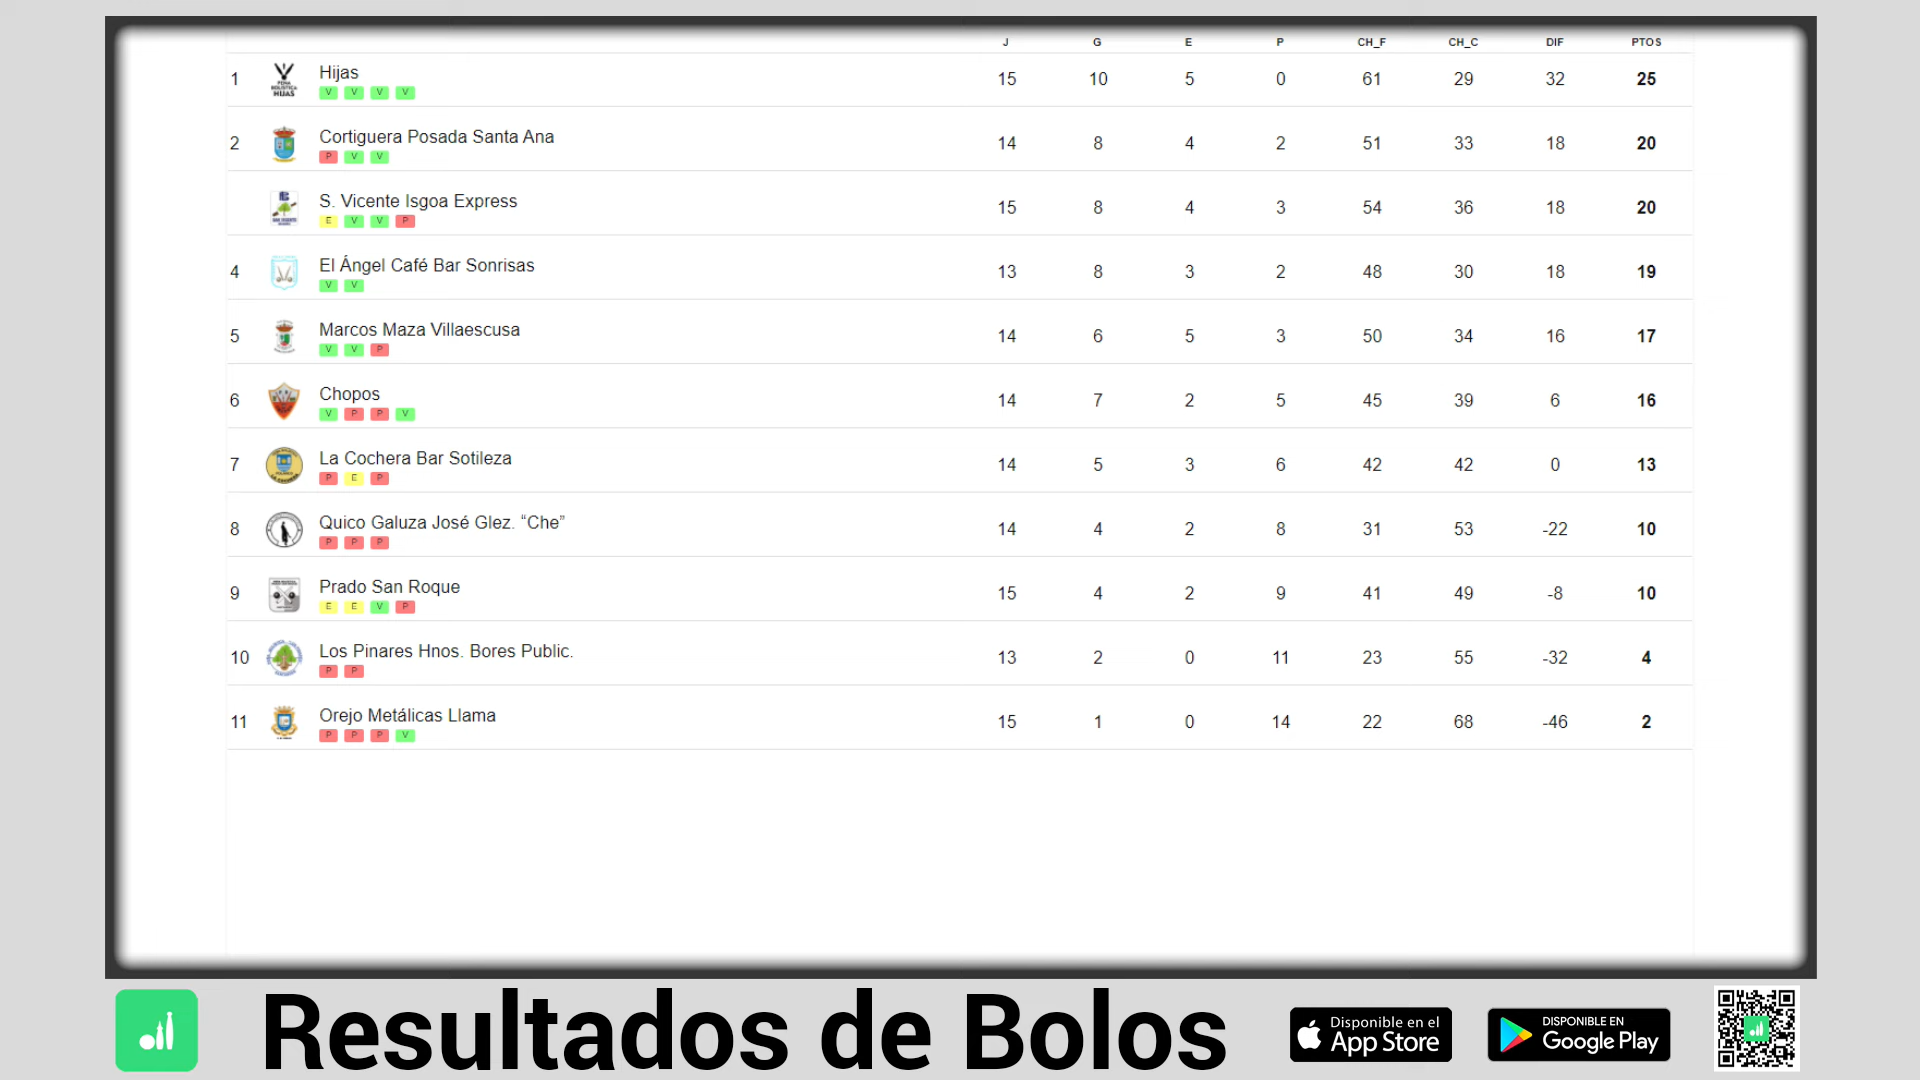 J G E P CH_F CH_C DIF PTOS
1 Hijas 15 10 5 0 61 29 32 25
V V V V
2 Cortiguera Posada Santa Ana 14 8 4 2 51 33 18 20
P V V
S. Vicente Isgoa Express 15 8 4 3 54 36 18 20
E V V P
4 El Ángel Café Bar Sonrisas 13 8 3 2 48 30 18 19
V V
5 Marcos Maza Villaescusa 14 6 5 3 50 34 16 17
V V P
6 Chopos 14 7 2 5 45 39 6 16
V P P V
7 La Cochera Bar Sotileza 14 5 3 6 42 42 0 13
P E P
8 Quico Galuza José Glez. “Che” 14 4 2 8 31 53 -22 10
P P P
9 Prado San Roque 15 4 2 9 41 49 -8 10
E E V P
10 Los Pinares Hnos. Bores Public. 13 2 0 11 23 55 -32 4
P P
11 Orejo Metálicas Llama 15 1 0 14 22 68 -46 2
P P P V
Resultados de Bolos
Disponible en el
App Store
DISPONIBLE EN
Google Play